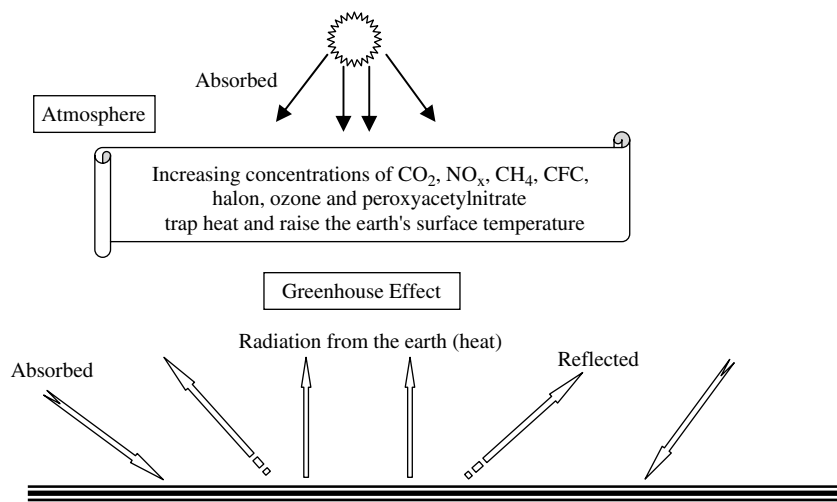 Absorbed
Atmosphere
Increasing concentrations of CO₂, NOₓ, CH₄, CFC,
halon, ozone and peroxyacetylnitrate
trap heat and raise the earth's surface temperature
Greenhouse Effect
Radiation from the earth (heat)
Absorbed
Reflected